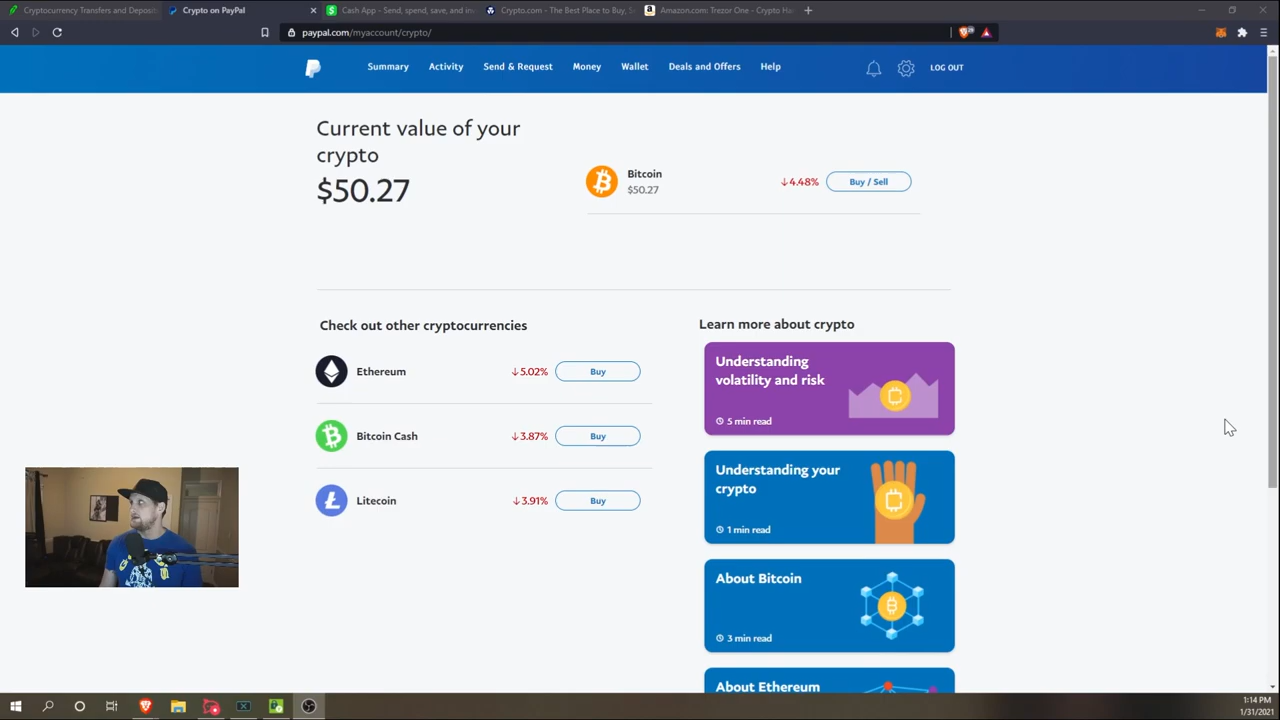 Cryptocurrency Transfers and Deposit
Crypto on PayPal
Cash App - Send, spend, save, and inv
Crypto.com - The Best Place to Buy, S
Amazon.com: Trezor One - Crypto Ha
paypal.com/myaccount/crypto/
Summary
Activity
Send & Request
Money
Wallet
Deals and Offers
Help
LOG OUT
Current value of your
crypto
$50.27
Bitcoin
$50.27
↓4.48%
Buy / Sell
Check out other cryptocurrencies
Ethereum
↓5.02%
Buy
Bitcoin Cash
↓3.87%
Buy
Litecoin
↓3.91%
Buy
Learn more about crypto
Understanding
volatility and risk
5 min read
Understanding your
crypto
1 min read
About Bitcoin
3 min read
About Ethereum
1:14 PM
1/31/2021